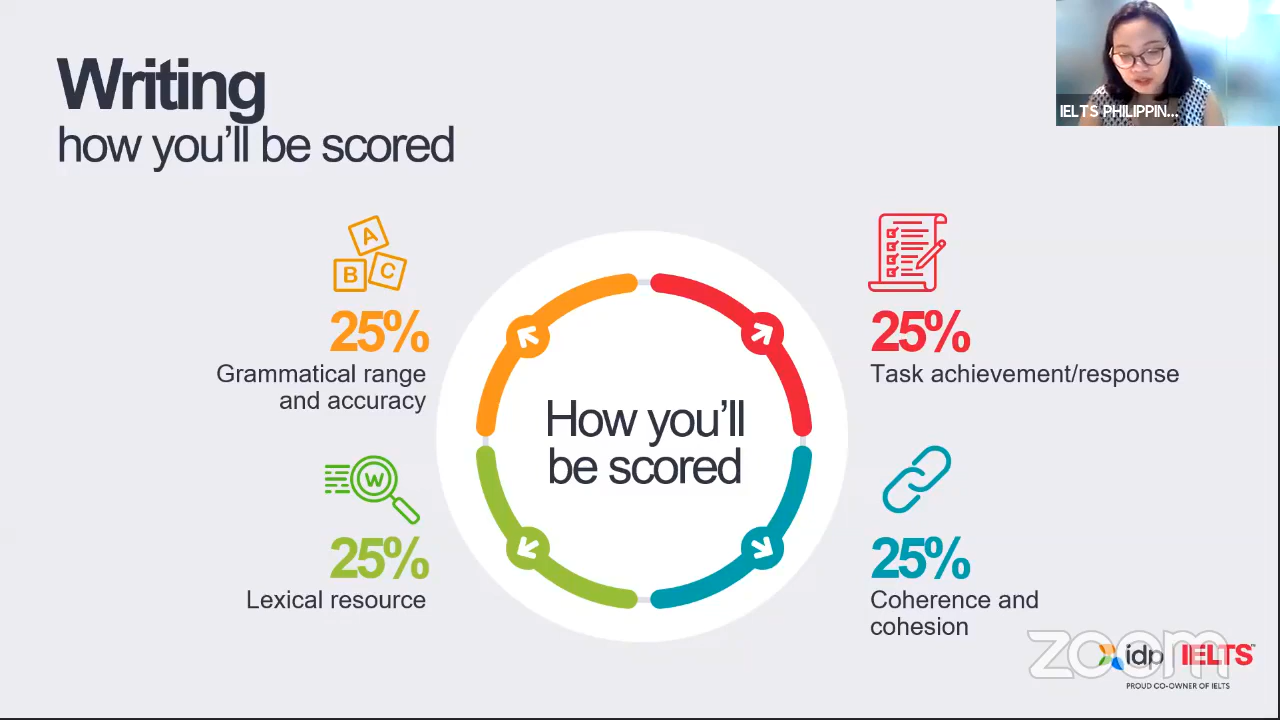 Writing
how you'll be scored
IELTS PHILIPPIN...
A
B C
25%
Grammatical range
and accuracy
25%
Task achievement/response
How you'll
be scored
W
25%
Lexical resource
25%
Coherence and
cohesion
zoom
idp IELTS™
PROUD CO-OWNER OF IELTS